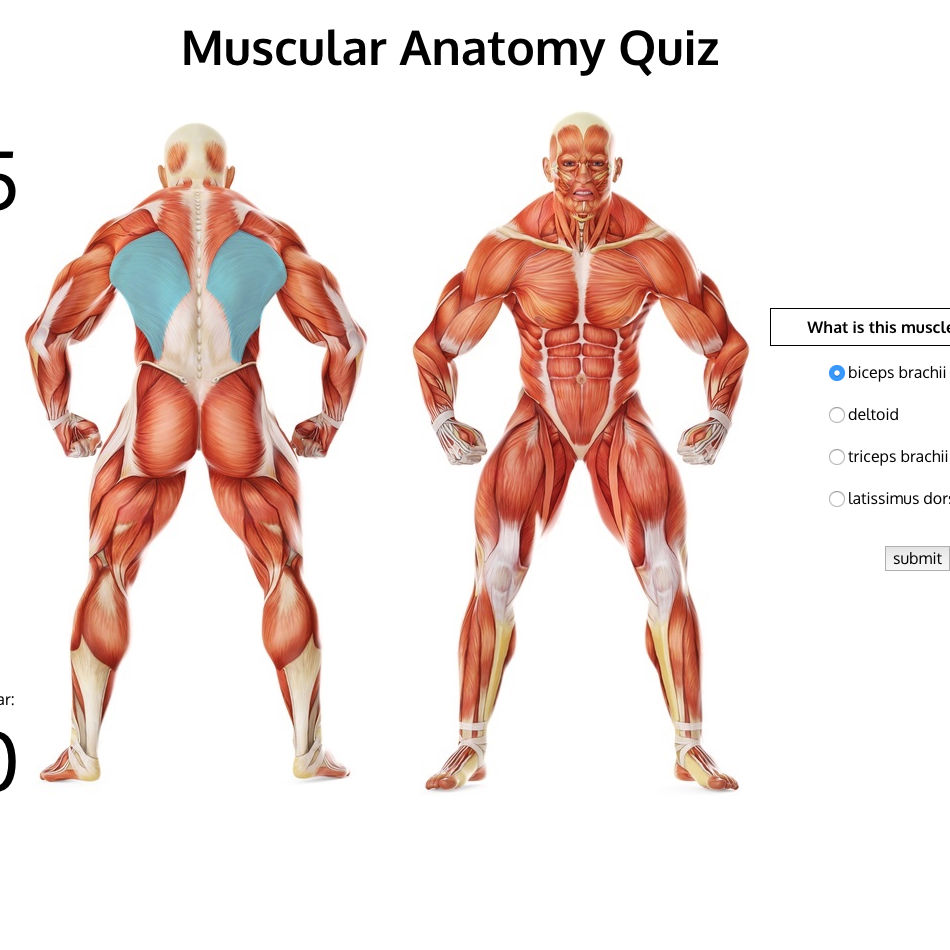 Muscular Anatomy Quiz
5
What is this muscle
biceps brachii
deltoid
triceps brachii
latissimus dors
submit
ar:
0